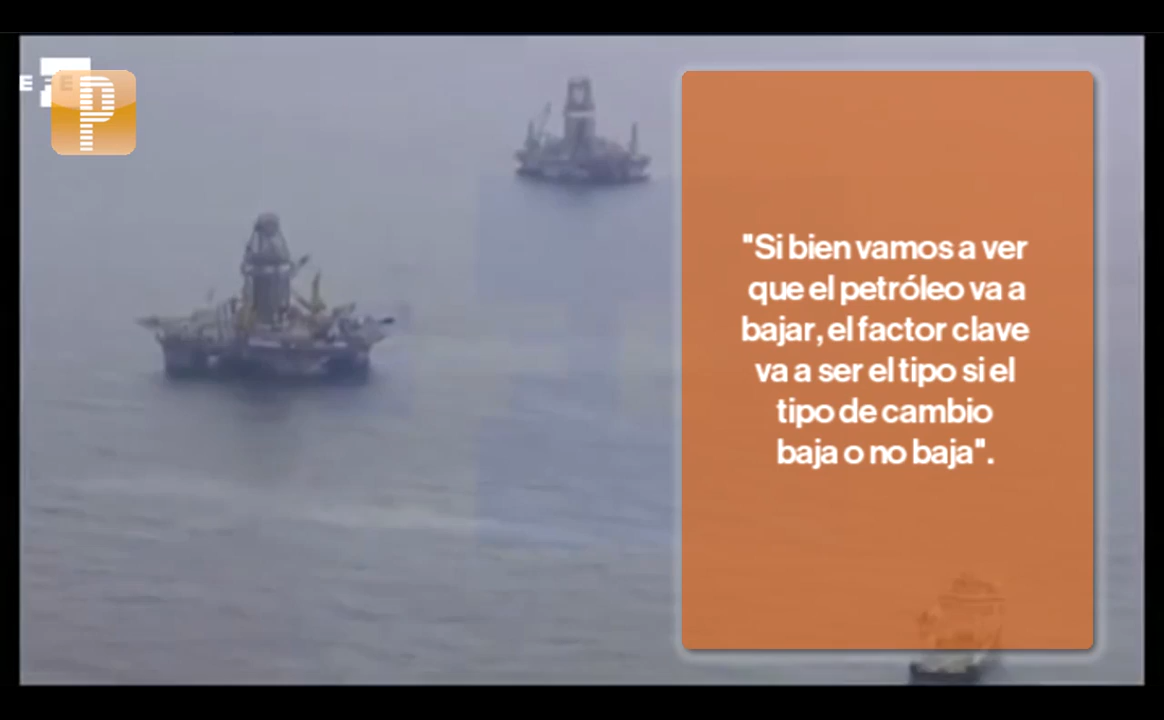 EFE
P
"Si bien vamos a ver
que el petróleo va a
bajar, el factor clave
va a ser el tipo si el
tipo de cambio
baja o no baja".